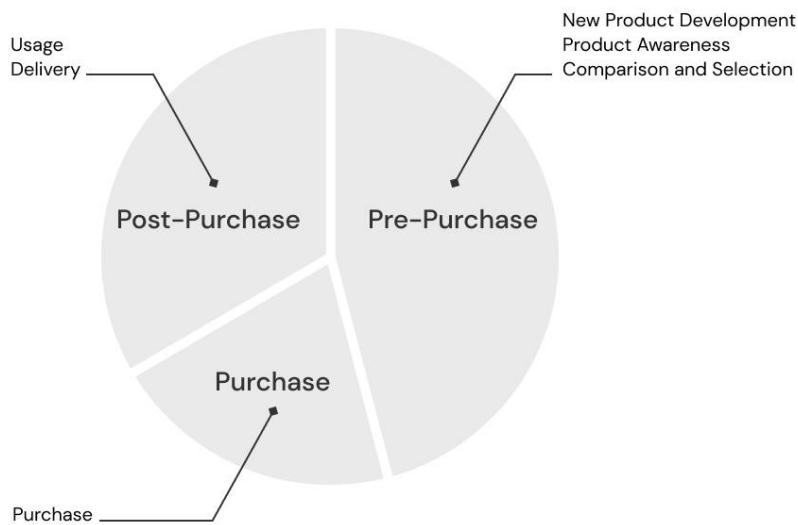 New Product Development
Product Awareness
Comparison and Selection
Usage
Delivery
Post-Purchase
Pre-Purchase
Purchase
Purchase